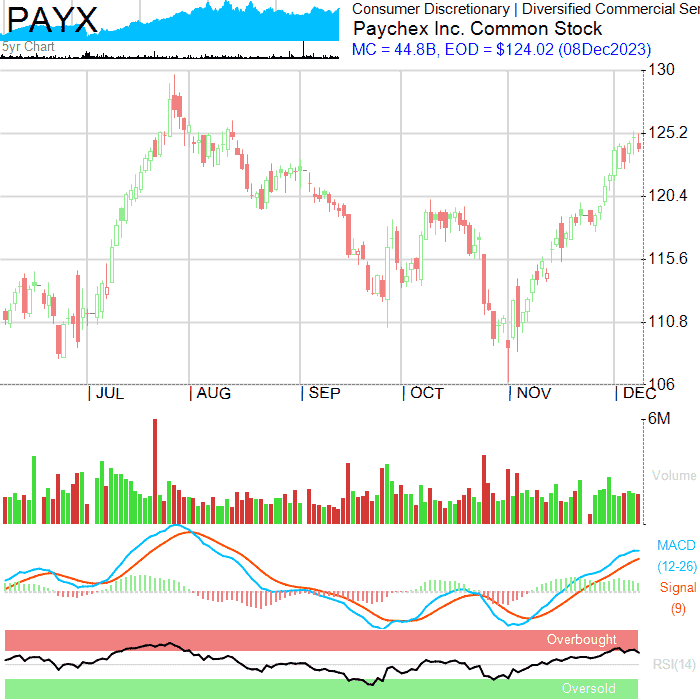 PAYX
5yr Chart
Consumer Discretionary | Diversified Commercial Ser
Paychex Inc. Common Stock
MC = 44.8B, EOD = $124.02 (08Dec2023)
130
125.2
120.4
115.6
110.8
106
| JUL | AUG | SEP | OCT | NOV | DEC
6M
Volume
MACD
(12-26)
Signal
(9)
Overbought
RSI(14)
Oversold